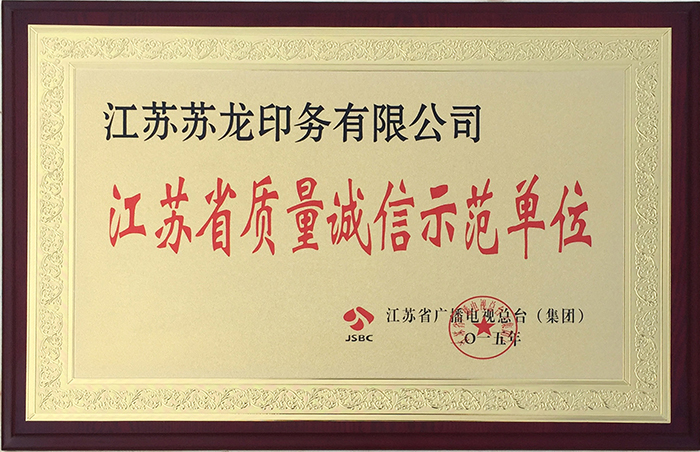 江苏苏龙印务有限公司
江苏省质量诚信示范单位
JSBC
江苏省广播电视总台（集团）
〇一五年